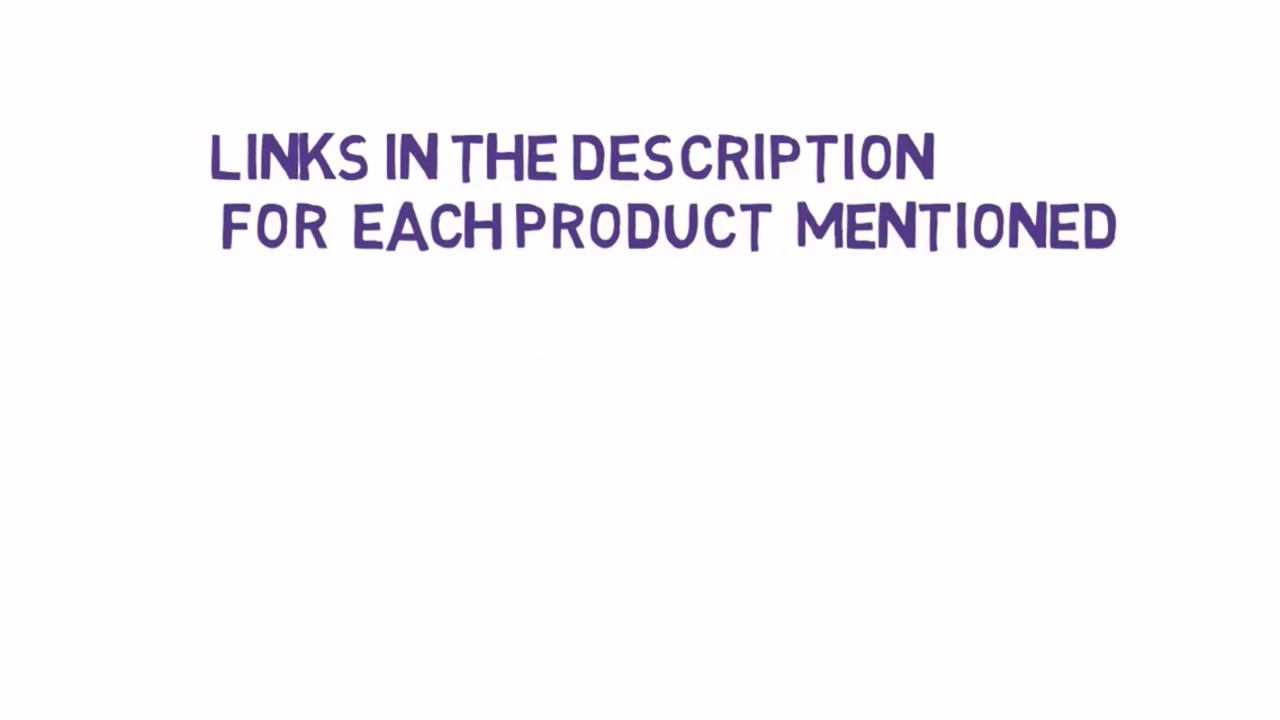 LINKS IN THE DESCRIPTION
FOR EACH PRODUCT MENTIONED